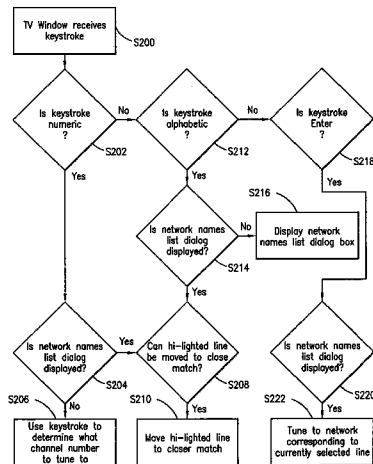 TV Window receives
keystroke
S200
Is keystroke
numeric
?
S202
No
Yes
Is keystroke
alphabetic
?
S212
No
Yes
Is keystroke
Enter
?
S218
Yes
Is network names
list dialog
displayed?
S214
No
Yes
S216
Display network
names list dialog
box
Is network names
list dialog
displayed?
S204
Yes
No
Can hi-lighted line
be moved to close
match?
S208
Yes
Is network names
list dialog
displayed?
S220
Yes
S206
Use keystroke to
determine what
channel number
to tune to
S210
Move hi-lighted line
to closer match
S222
Tune to network
corresponding to
currently selected line